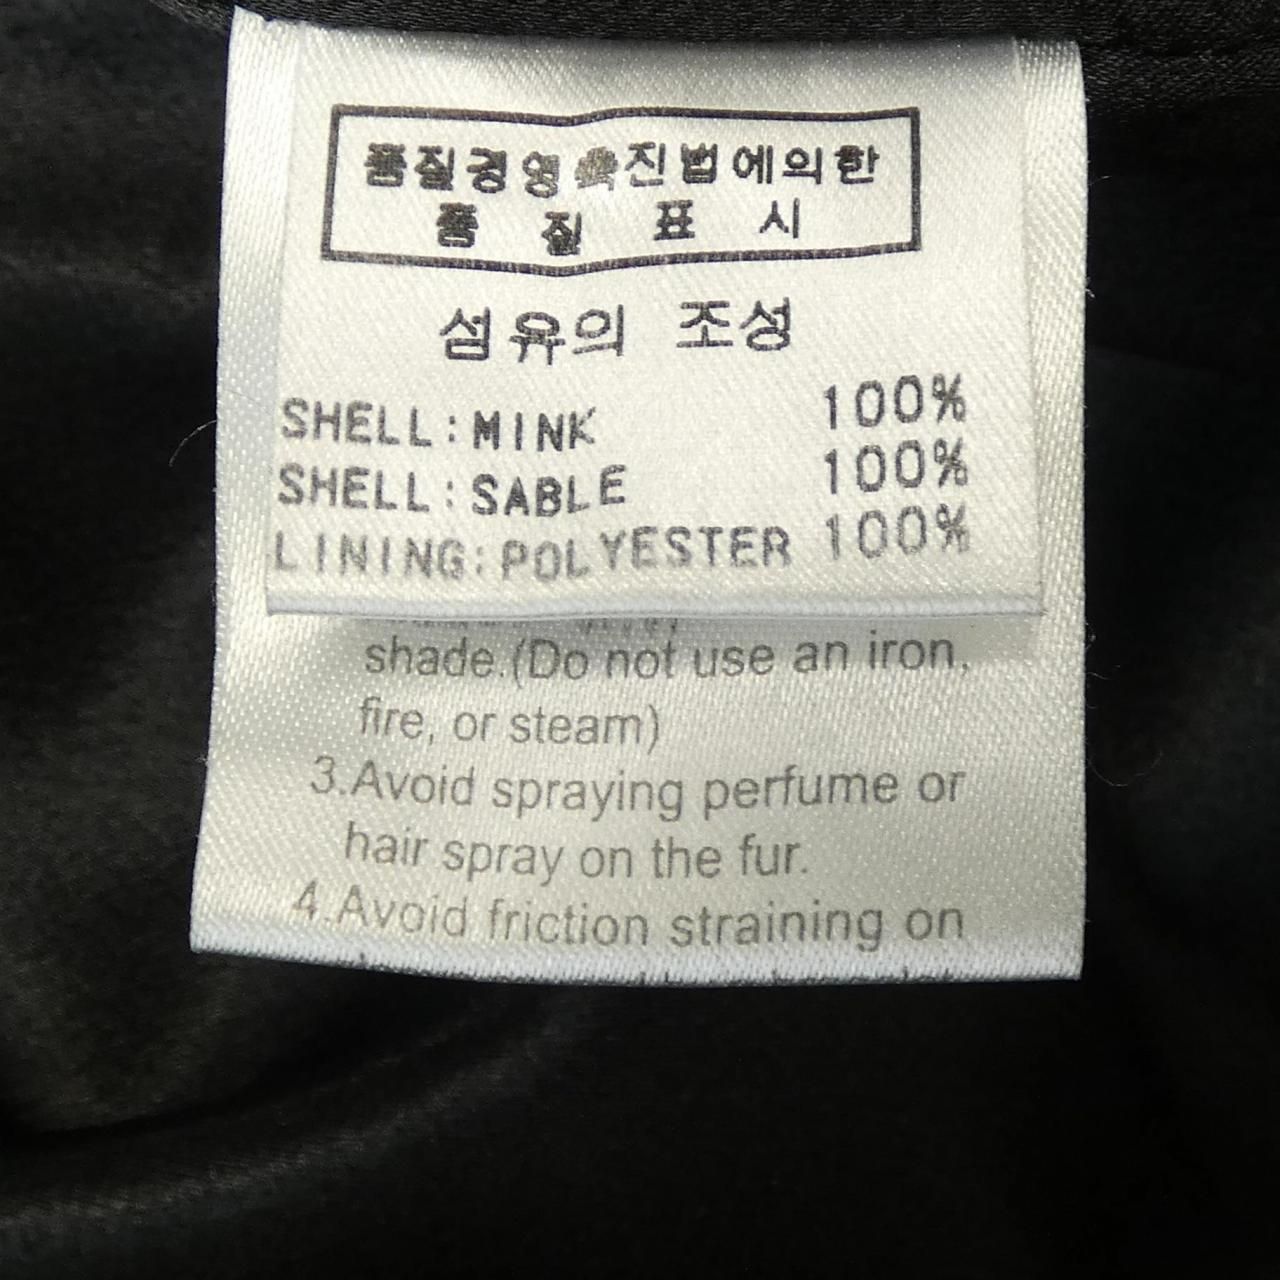 품질경영촉진법에의한
품 질 표 시
섬유의 조성
SHELL:MINK 100%
SHELL:SABLE 100%
LINING:POLYESTER 100%
shade.(Do not use an iron,
fire, or steam)
3.Avoid spraying perfume or
hair spray on the fur.
4.Avoid friction straining on